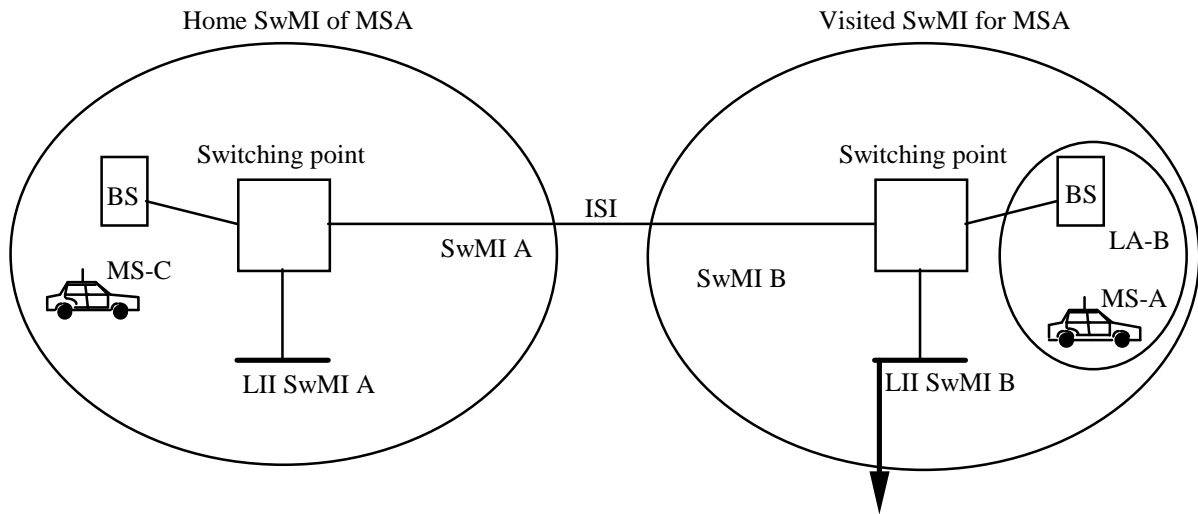 Home SwMI of MSA
Visited SwMI for MSA
Switching point
Switching point
BS
BS
ISI
LA-B
SwMI A
MS-C
SwMI B
MS-A
LII SwMI A
LII SwMI B